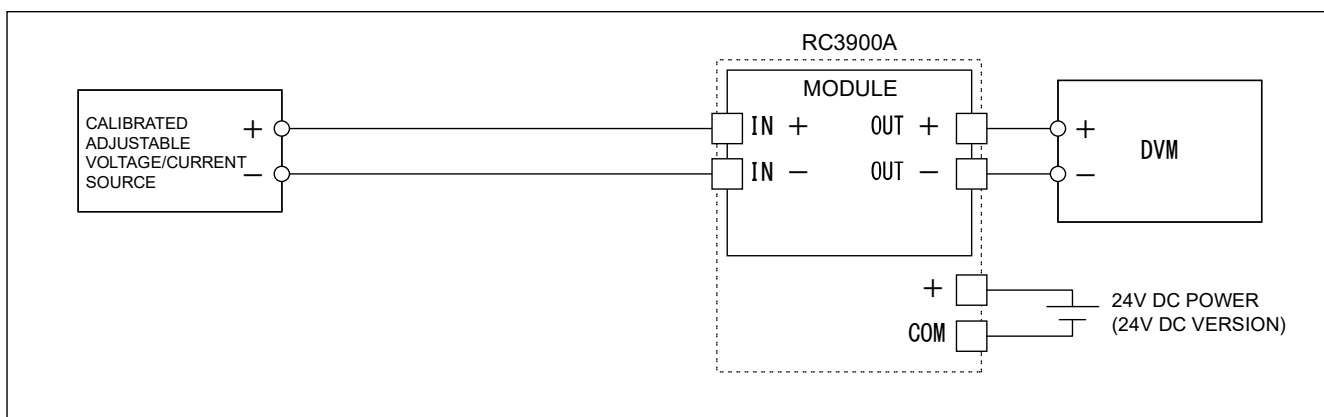 RC3900A
MODULE
CALIBRATED
ADJUSTABLE
VOLTAGE/CURRENT
SOURCE
+
−
IN +
OUT +
IN −
OUT −
+
−
DVM
+
COM
24V DC POWER
(24V DC VERSION)